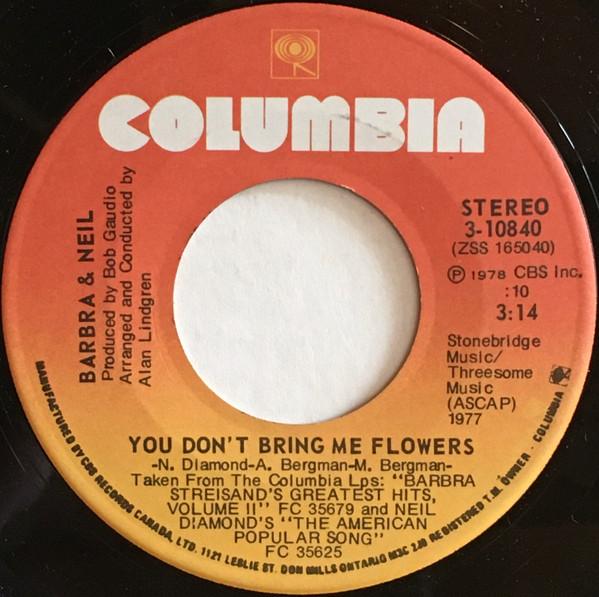 COLUMBIA
BARBRA & NEIL
Produced by Bob Gaudio
Arranged and Conducted by
Alan Lindgren
STEREO
3-10840
(ZSS 165040)
Ⓟ 1978 CBS Inc.
:10
3:14
Stonebridge
Music/
Threesome
Music
(ASCAP)
1977
YOU DON'T BRING ME FLOWERS
-N. Diamond-A. Bergman-M. Bergman-
Taken From The Columbia Lps: "BARBRA
STREISAND'S GREATEST HITS,
VOLUME II" FC 35679 and NEIL
DIAMOND'S "THE AMERICAN
POPULAR SONG"
FC 35625
MANUFACTURED BY CBS RECORDS CANADA, LTD. 1121 LESLIE ST. DON MILLS ONTARIO M3C 2J9 REGISTERED T.M. OWNER - COLUMBIA